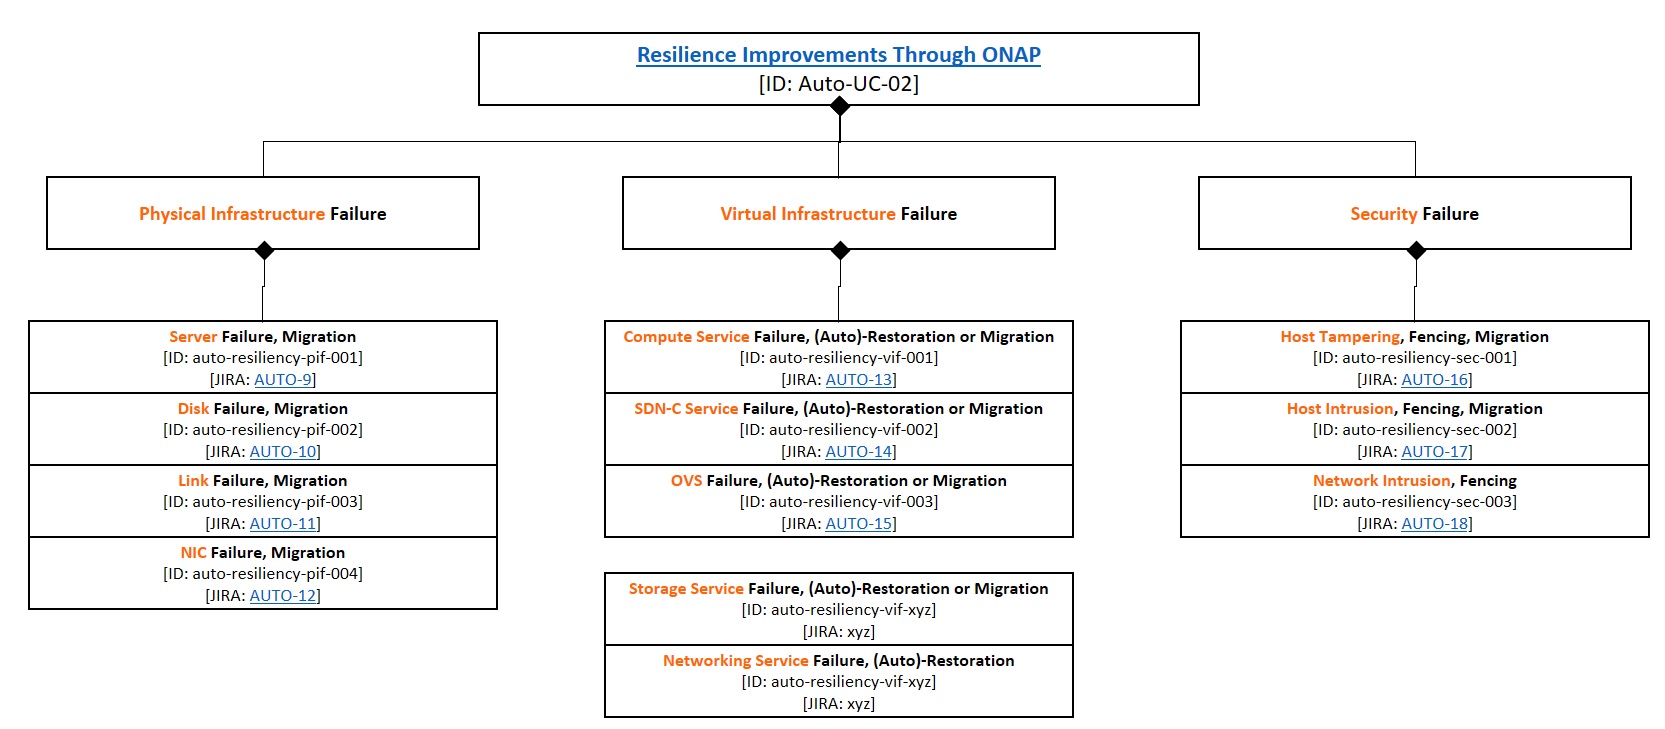 Resilience Improvements Through ONAP
[ID: Auto-UC-02]
Physical Infrastructure Failure
Virtual Infrastructure Failure
Security Failure
Server Failure, Migration
[ID: auto-resiliency-pif-001]
[JIRA: AUTO-9]
Disk Failure, Migration
[ID: auto-resiliency-pif-002]
[JIRA: AUTO-10]
Link Failure, Migration
[ID: auto-resiliency-pif-003]
[JIRA: AUTO-11]
NIC Failure, Migration
[ID: auto-resiliency-pif-004]
[JIRA: AUTO-12]
Compute Service Failure, (Auto)-Restoration or Migration
[ID: auto-resiliency-vif-001]
[JIRA: AUTO-13]
SDN-C Service Failure, (Auto)-Restoration or Migration
[ID: auto-resiliency-vif-002]
[JIRA: AUTO-14]
OVS Failure, (Auto)-Restoration or Migration
[ID: auto-resiliency-vif-003]
[JIRA: AUTO-15]
Storage Service Failure, (Auto)-Restoration or Migration
[ID: auto-resiliency-vif-xyz]
[JIRA: xyz]
Networking Service Failure, (Auto)-Restoration
[ID: auto-resiliency-vif-xyz]
[JIRA: xyz]
Host Tampering, Fencing, Migration
[ID: auto-resiliency-sec-001]
[JIRA: AUTO-16]
Host Intrusion, Fencing, Migration
[ID: auto-resiliency-sec-002]
[JIRA: AUTO-17]
Network Intrusion, Fencing
[ID: auto-resiliency-sec-003]
[JIRA: AUTO-18]